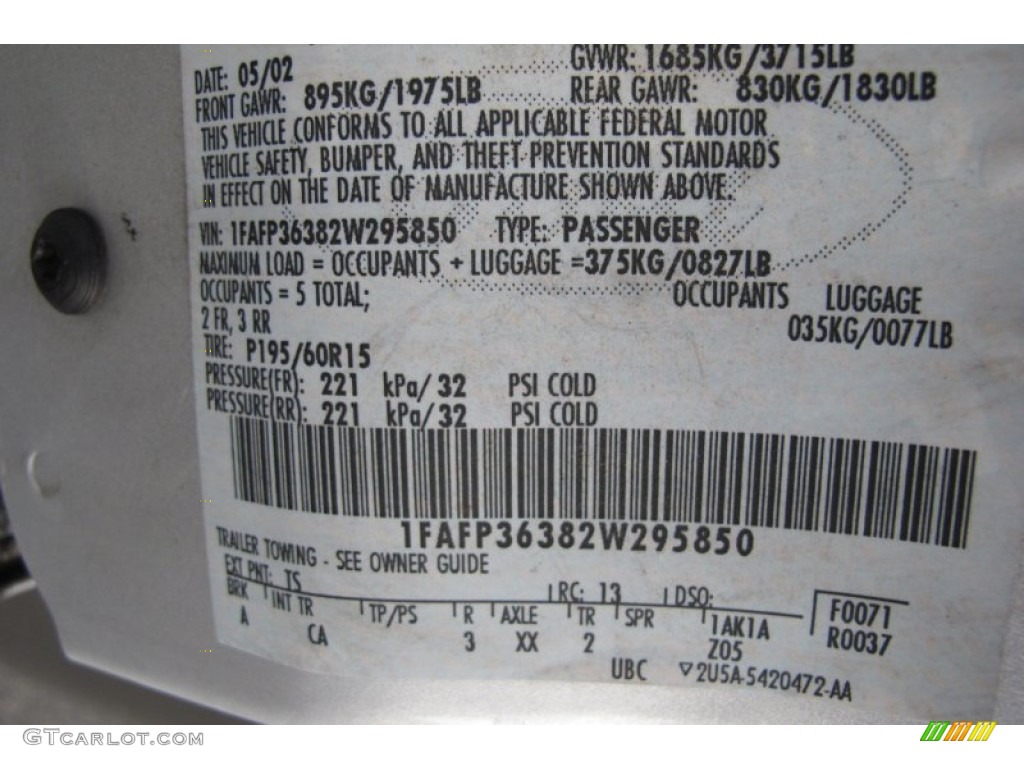 GVWR: 1685KG/3715LB
DATE: 05/02
FRONT GAWR: 895KG/1975LB REAR GAWR: 830KG/1830LB
THIS VEHICLE CONFORMS TO ALL APPLICABLE FEDERAL MOTOR
VEHICLE SAFETY, BUMPER, AND THEFT PREVENTION STANDARDS
IN EFFECT ON THE DATE OF MANUFACTURE SHOWN ABOVE.
VIN: 1FAFP36382W295850 TYPE: PASSENGER
MAXIMUM LOAD = OCCUPANTS + LUGGAGE =375KG/0827LB
OCCUPANTS = 5 TOTAL; OCCUPANTS LUGGAGE
2 FR, 3 RR 035KG/0077LB
TIRE: P195/60R15
PRESSURE(FR): 221 kPa/32 PSI COLD
PRESSURE(RR): 221 kPa/32 PSI COLD
1FAFP36382W295850
TRAILER TOWING - SEE OWNER GUIDE
EXT PNT: TS RC: 13 DSO: F0071
BRK INT TR TP/PS R AXLE TR SPR 1AK1A R0037
A CA 3 XX 2 Z05
UBC 2U5A-5420472-AA
GTCarlot.com